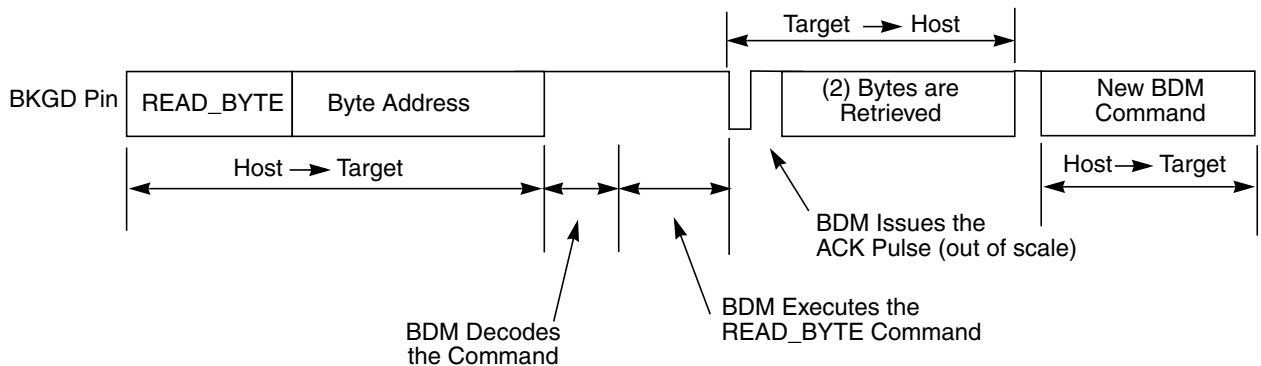 Target → Host
BKGD Pin
READ_BYTE
Byte Address
(2) Bytes are
Retrieved
New BDM
Command
Host → Target
Host → Target
BDM Issues the
ACK Pulse (out of scale)
BDM Executes the
READ_BYTE Command
BDM Decodes
the Command